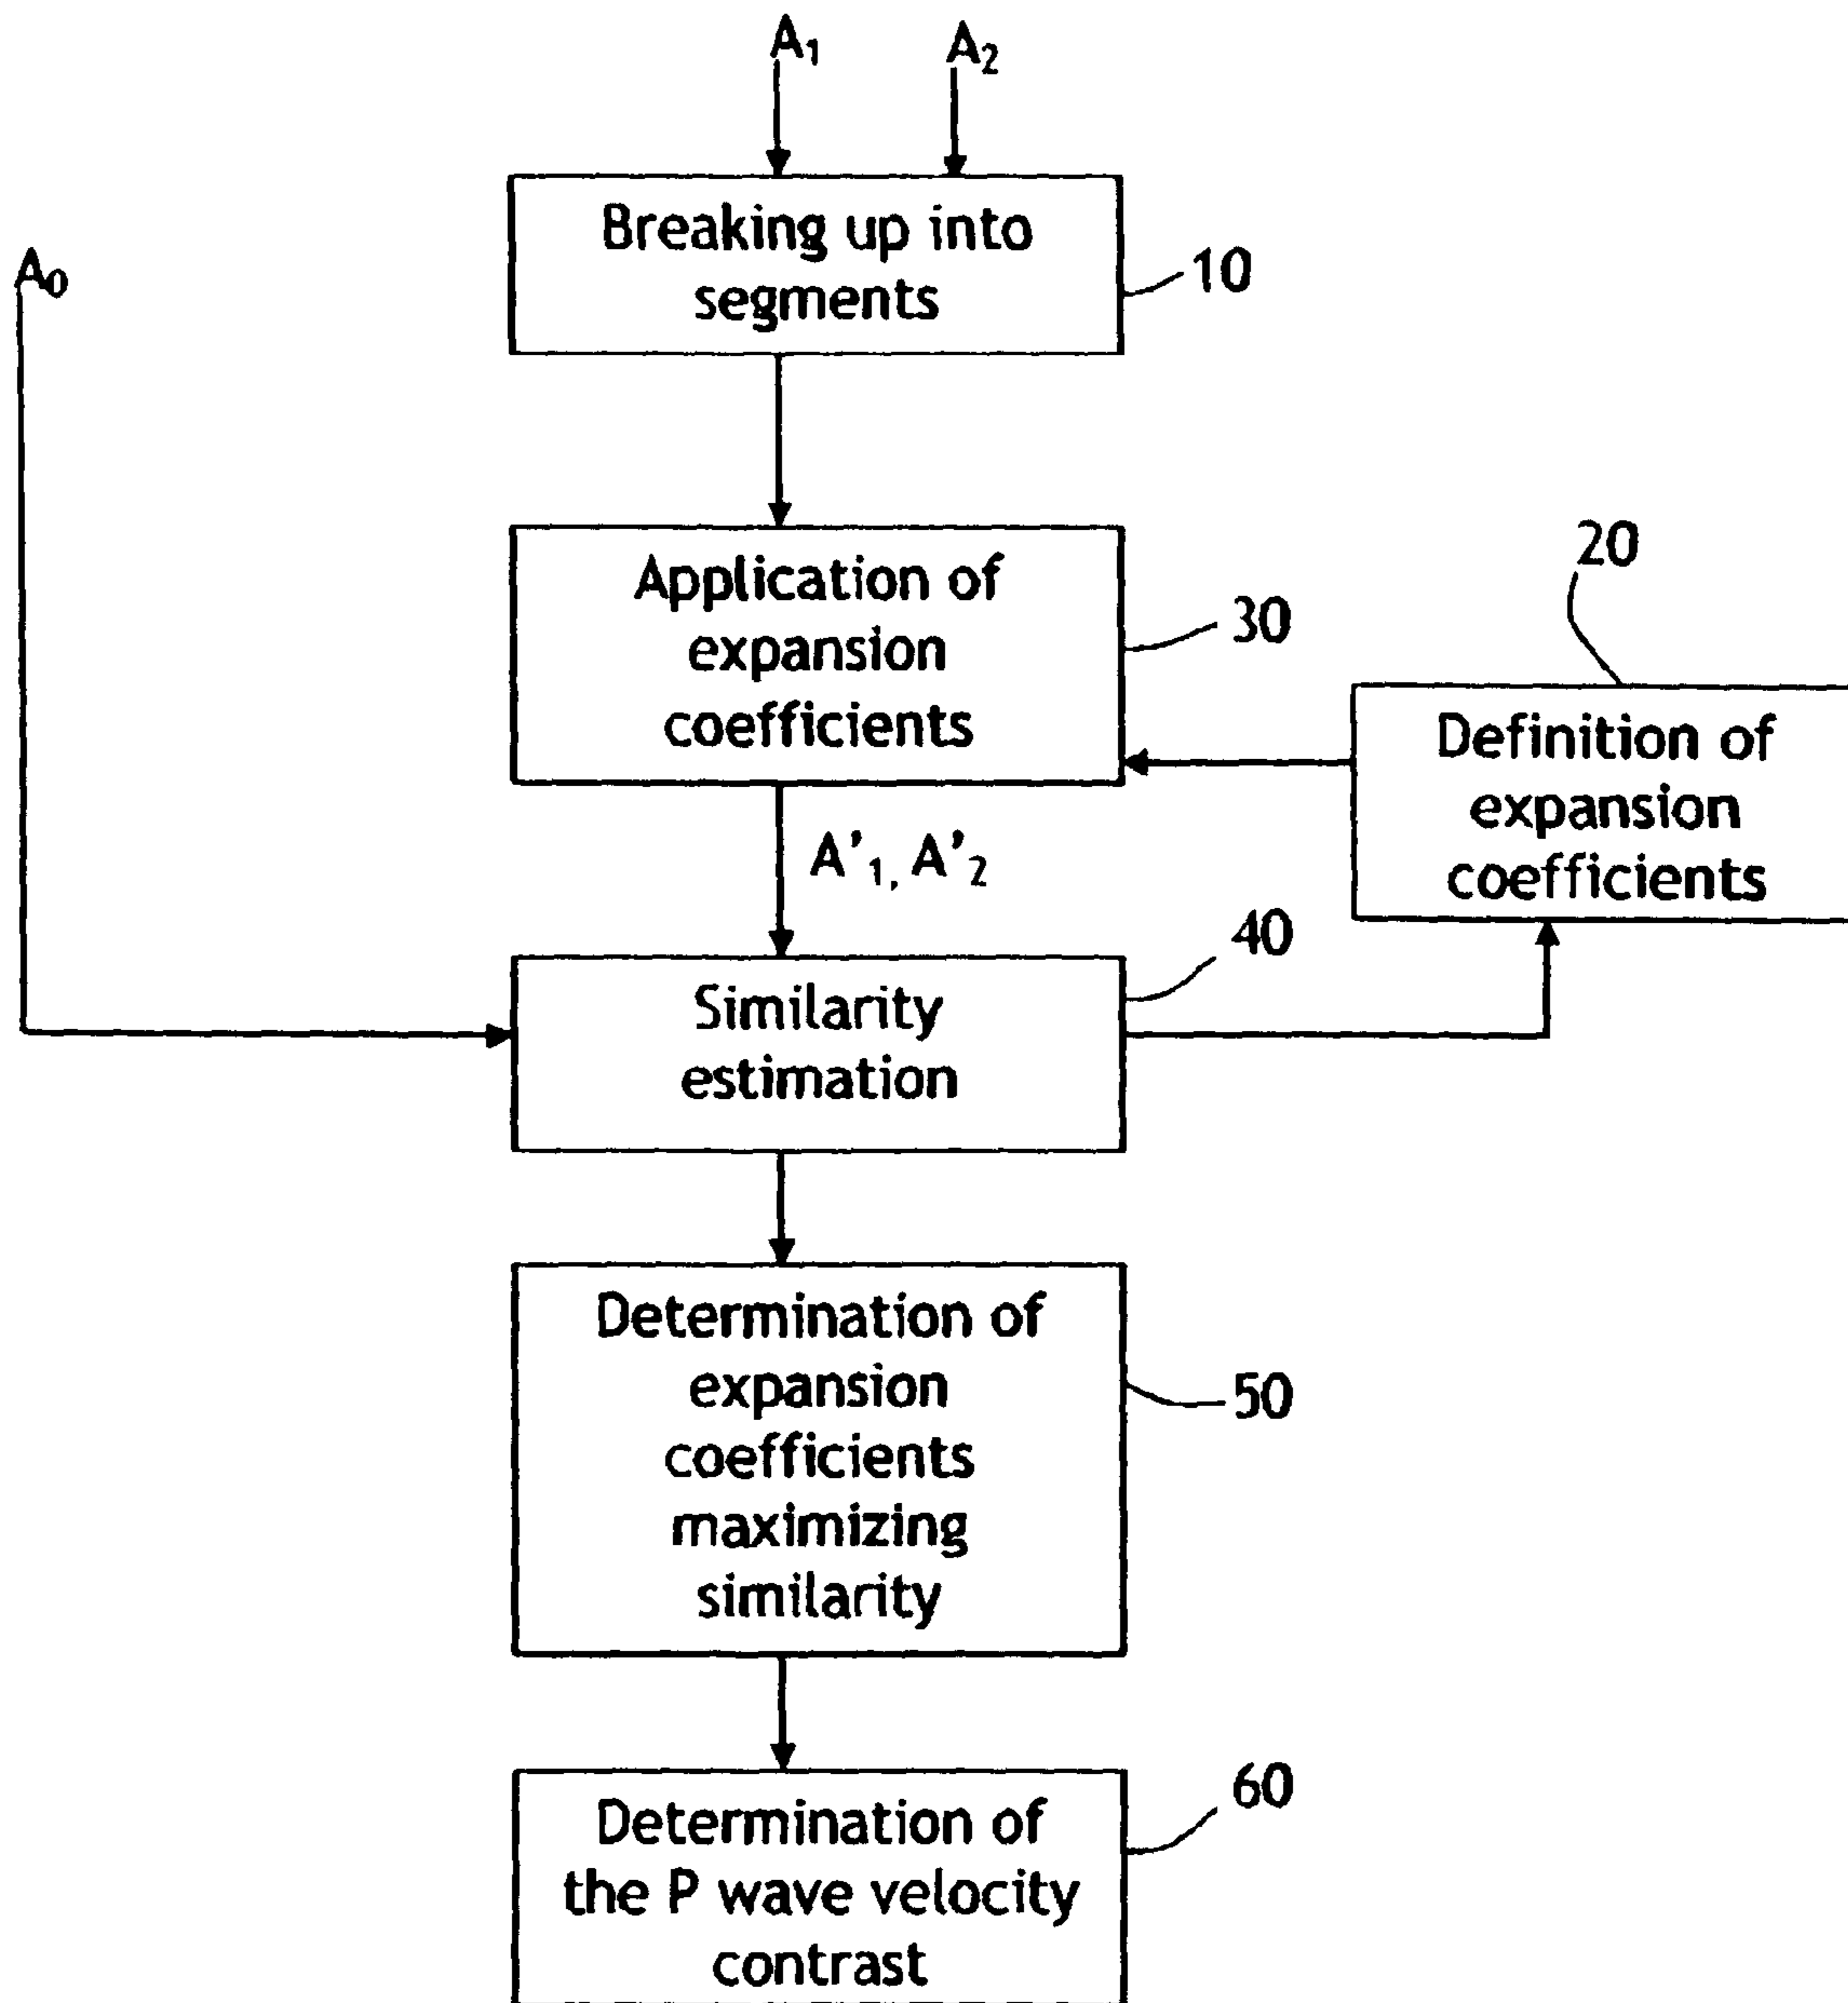 A1
A2
Breaking up into
segments
10
A0
Application of
expansion
coefficients
30
20
Definition of
expansion
coefficients
A'1, A'2
40
Similarity
estimation
Determination of
expansion
coefficients
maximizing
similarity
50
Determination of
the P wave velocity
contrast
60